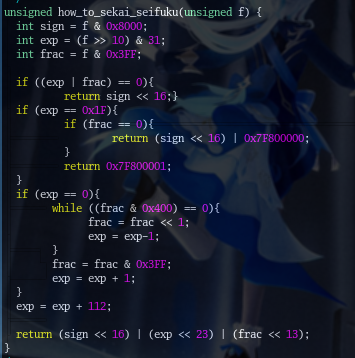 unsigned how_to_sekai_seifuku(unsigned f) {
int sign = f & 0x8000;
int exp = (f >> 10) & 31;
int frac = f & 0x3FF;
if ((exp | frac) == 0){
return sign << 16;}
if (exp == 0x1F){
if (frac == 0){
return (sign << 16) | 0x7F800000;
}
return 0x7F800001;
}
if (exp == 0){
while ((frac & 0x400) == 0){
frac = frac << 1;
exp = exp-1;
}
frac = frac & 0x3FF;
exp = exp + 1;
}
exp = exp + 112;
return (sign << 16) | (exp << 23) | (frac << 13);
}